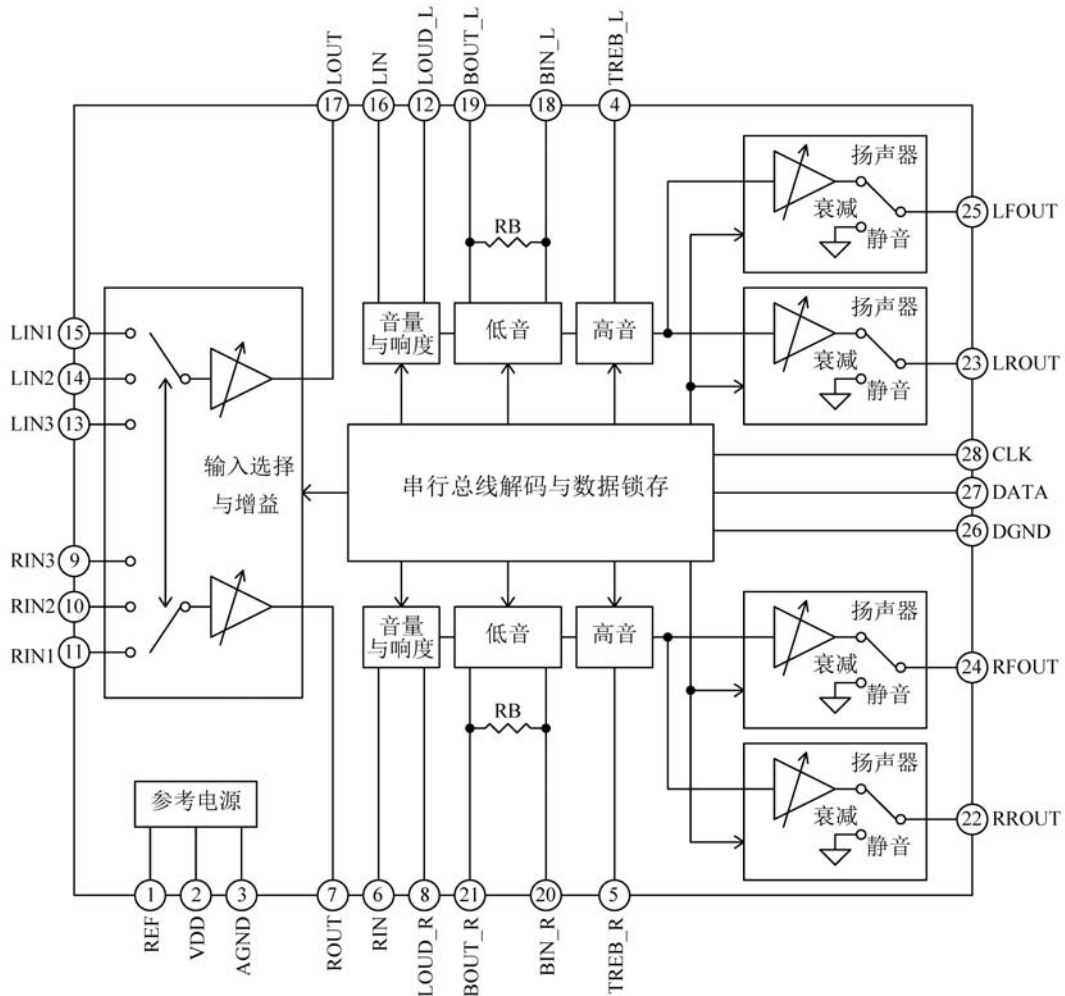 LOUT
LIN
LOUD_L
BOUT_L
BIN_L
TREB_L
17
16
12
19
18
4
扬声器
衰减
静音
25
LFOUT
RB
LIN1
15
LIN2
14
LIN3
13
音量
与响度
低音
高音
扬声器
衰减
静音
23
LROUT
输入选择
与增益
串行总线解码与数据锁存
28
CLK
27
DATA
26
DGND
RIN3
9
RIN2
10
RIN1
11
音量
与响度
低音
高音
扬声器
衰减
静音
24
RFOUT
RB
参考电源
扬声器
衰减
静音
22
RROUT
1
2
3
7
6
8
21
20
5
REF
VDD
AGND
ROUT
RIN
LOUD_R
BOUT_R
BIN_R
TREB_R